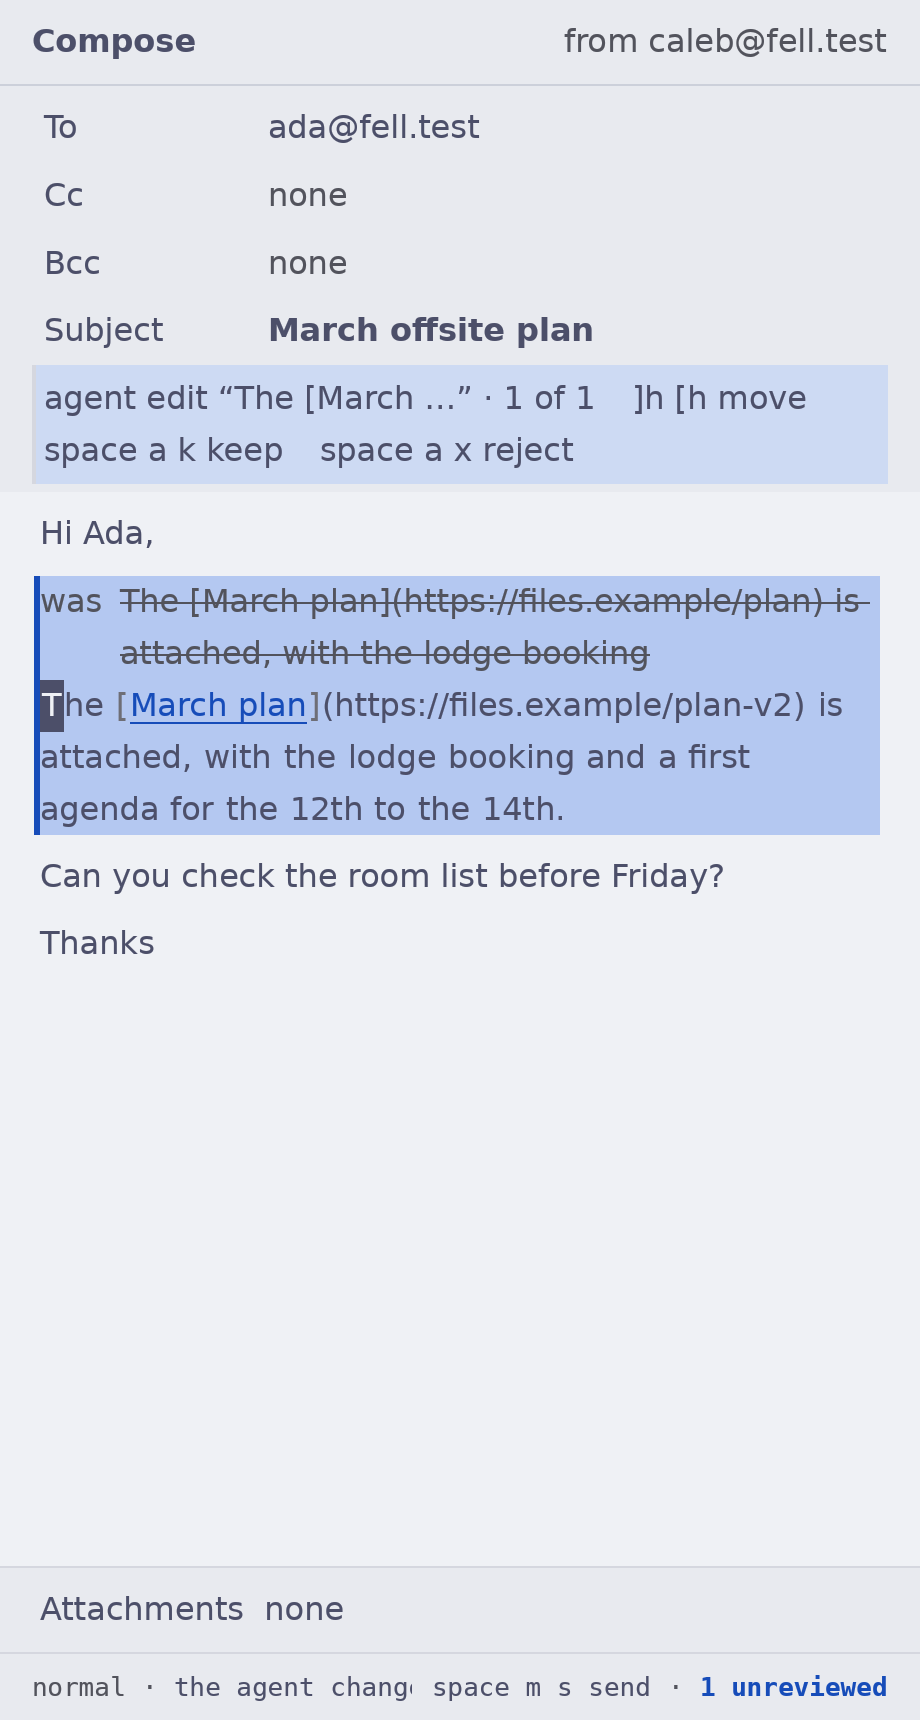 Compose from caleb@fell.test
To ada@fell.test
Cc none
Bcc none
Subject March offsite plan
agent edit “The [March …” · 1 of 1 ]h [h move
space a k keep space a x reject
Hi Ada,
was The [March plan](https://files.example/plan) is
attached, with the lodge booking
The [March plan](https://files.example/plan-v2) is
attached, with the lodge booking and a first
agenda for the 12th to the 14th.
Can you check the room list before Friday?
Thanks
Attachments none
normal · the agent chang space m s send · 1 unreviewed